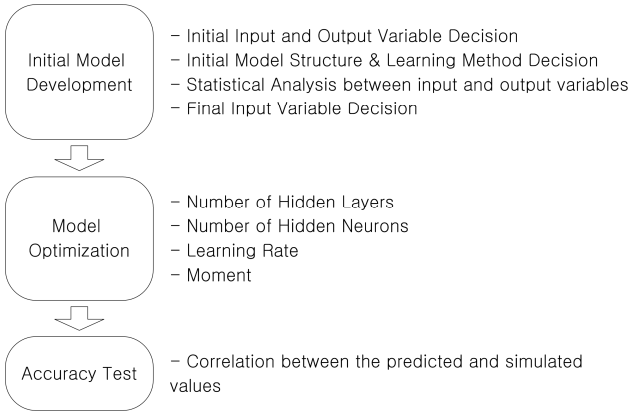 Initial Model
Development
- Initial Input and Output Variable Decision
- Initial Model Structure & Learning Method Decision
- Statistical Analysis between input and output variables
- Final Input Variable Decision
Model
Optimization
- Number of Hidden Layers
- Number of Hidden Neurons
- Learning Rate
- Moment
Accuracy Test
- Correlation between the predicted and simulated
values